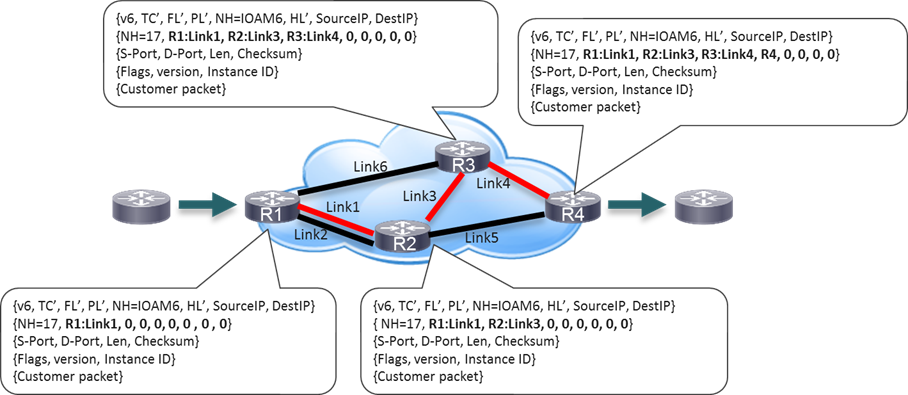 {v6, TC’, FL’, PL’, NH=IOAM6, HL’, SourceIP, DestIP}
{NH=17, R1:Link1, R2:Link3, R3:Link4, 0, 0, 0, 0, 0}
{S-Port, D-Port, Len, Checksum}
{Flags, version, Instance ID}
{Customer packet}
{v6, TC’, FL’, PL’, NH=IOAM6, HL’, SourceIP, DestIP}
{NH=17, R1:Link1, R2:Link3, R3:Link4, R4, 0, 0, 0, 0}
{S-Port, D-Port, Len, Checksum}
{Flags, version, Instance ID}
{Customer packet}
Link6
R3
Link3
Link4
R1
Link1
Link2
R2
Link5
R4
{v6, TC’, FL’, PL’, NH=IOAM6, HL’, SourceIP, DestIP}
{NH=17, R1:Link1, 0, 0, 0, 0, 0 , 0, 0}
{S-Port, D-Port, Len, Checksum}
{Flags, version, Instance ID}
{Customer packet}
{v6, TC’, FL’, PL’, NH=IOAM6, HL’, SourceIP, DestIP}
{ NH=17, R1:Link1, R2:Link3, 0, 0, 0, 0, 0, 0}
{S-Port, D-Port, Len, Checksum}
{Flags, version, Instance ID}
{Customer packet}